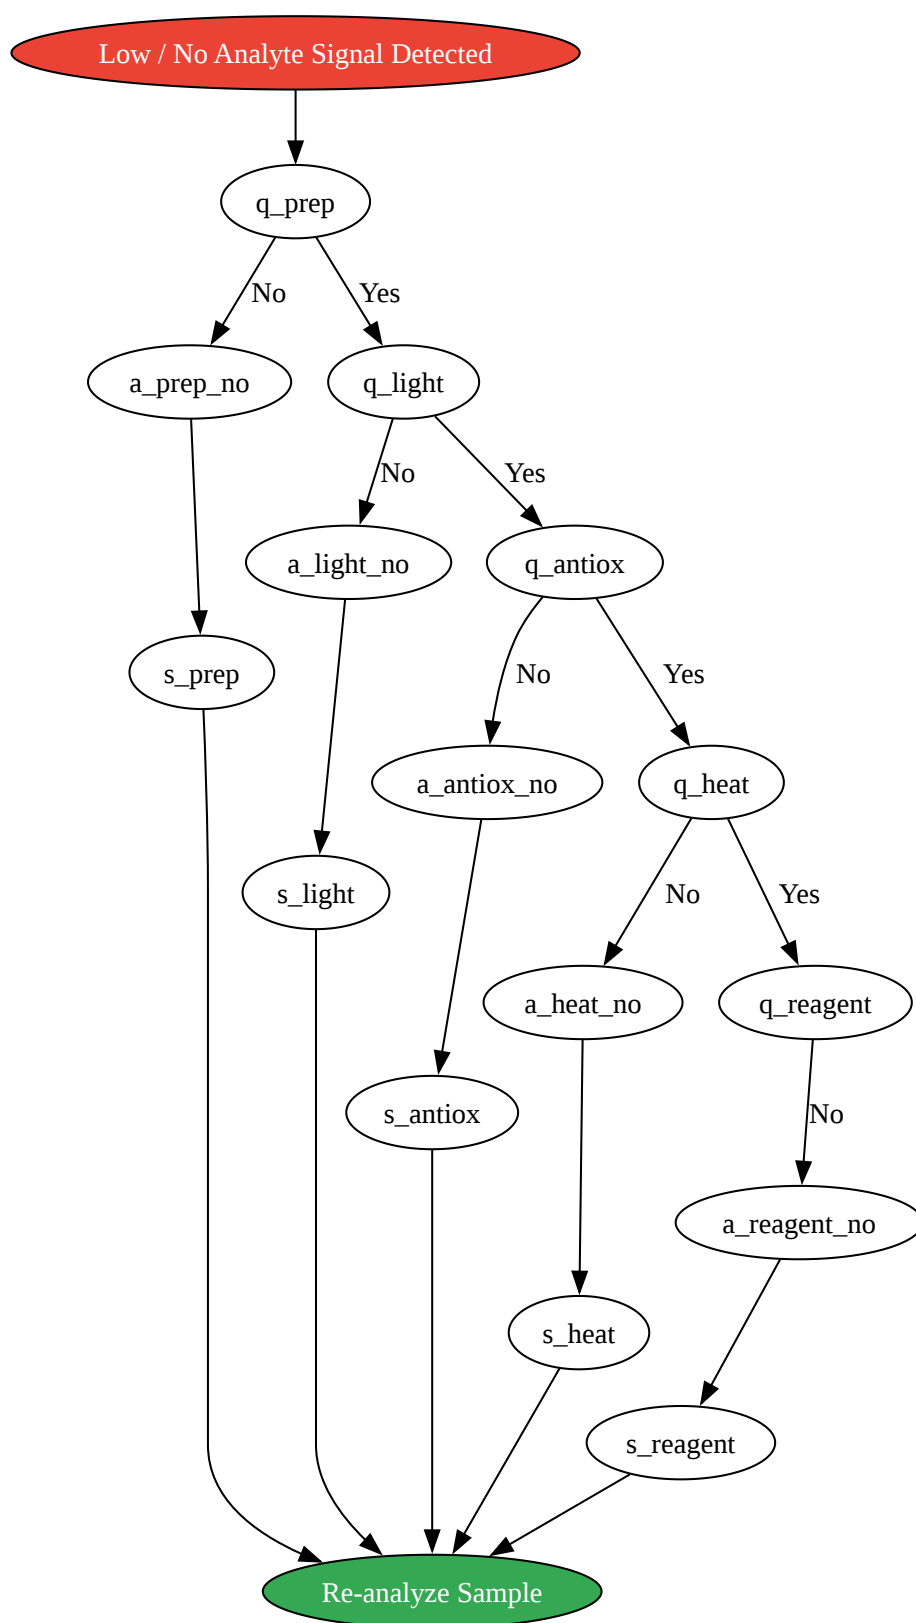 Low / No Analyte Signal Detected
q_prep
No
Yes
a_prep_no
q_light
No
Yes
a_light_no
q_antiox
s_prep
No
Yes
a_antiox_no
q_heat
s_light
No
Yes
a_heat_no
q_reagent
s_antiox
No
a_reagent_no
s_heat
s_reagent
Re-analyze Sample